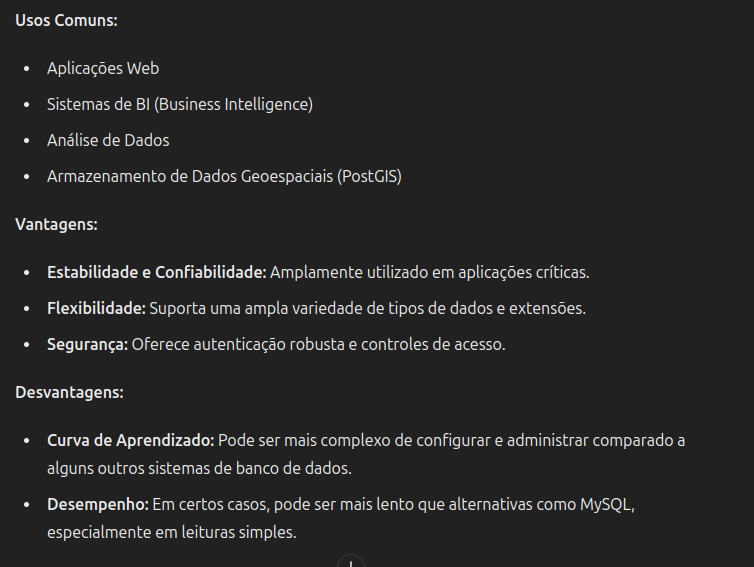 Usos Comuns:
Aplicações Web
Sistemas de BI (Business Intelligence)
Análise de Dados
Armazenamento de Dados Geoespaciais (PostGIS)
Vantagens:
Estabilidade e Confiabilidade: Amplamente utilizado em aplicações críticas.
Flexibilidade: Suporta uma ampla variedade de tipos de dados e extensões.
Segurança: Oferece autenticação robusta e controles de acesso.
Desvantagens:
Curva de Aprendizado: Pode ser mais complexo de configurar e administrar comparado a
alguns outros sistemas de banco de dados.
Desempenho: Em certos casos, pode ser mais lento que alternativas como MySQL,
especialmente em leituras simples.